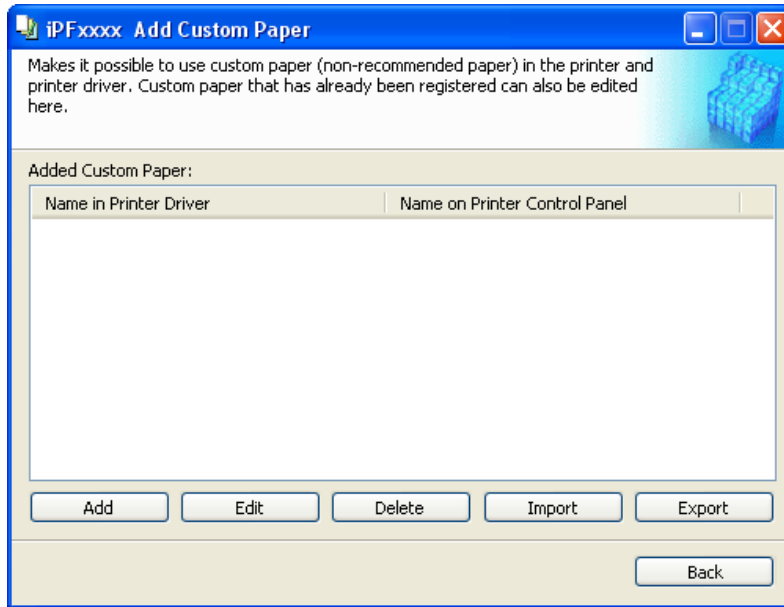 iPFxxxx Add Custom Paper
Makes it possible to use custom paper (non-recommended paper) in the printer and
printer driver. Custom paper that has already been registered can also be edited
here.
Added Custom Paper:
Name in Printer Driver Name on Printer Control Panel
Add Edit Delete Import Export
Back